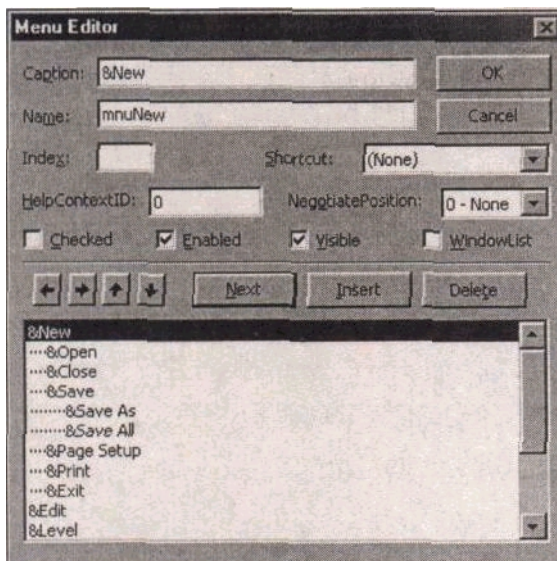 Menu Editor
Caption: &New OK
Name: mnuNew Cancel
Index: Shortcut: (None)
HelpContextID: 0 NegotiatePosition: 0 - None
Checked Enabled Visible WindowList
Next Insert Delete
&New
····&Open
····&Close
····&Save
········&Save As
········&Save All
····&Page Setup
····&Print
····&Exit
&Edit
&Level